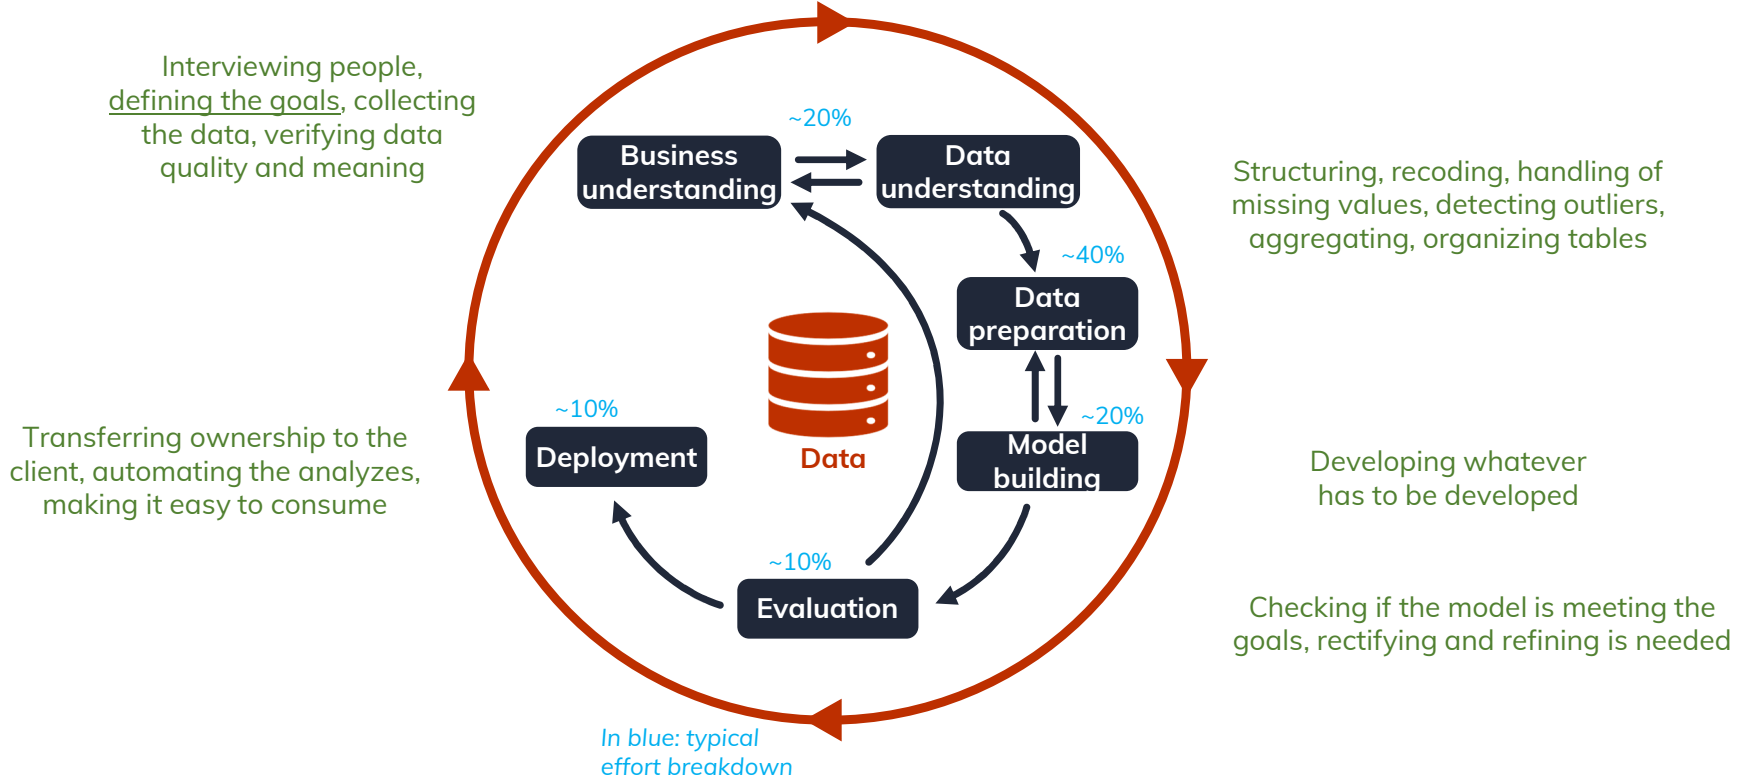 Interviewing people,
defining the goals, collecting
the data, verifying data
quality and meaning
~20%
Business
understanding
Data
understanding
Structuring, recoding, handling of
missing values, detecting outliers,
aggregating, organizing tables
~40%
Data
preparation
Data
~20%
Model
building
~10%
Deployment
Transferring ownership to the
client, automating the analyzes,
making it easy to consume
Developing whatever
has to be developed
~10%
Evaluation
Checking if the model is meeting the
goals, rectifying and refining is needed
In blue: typical
effort breakdown